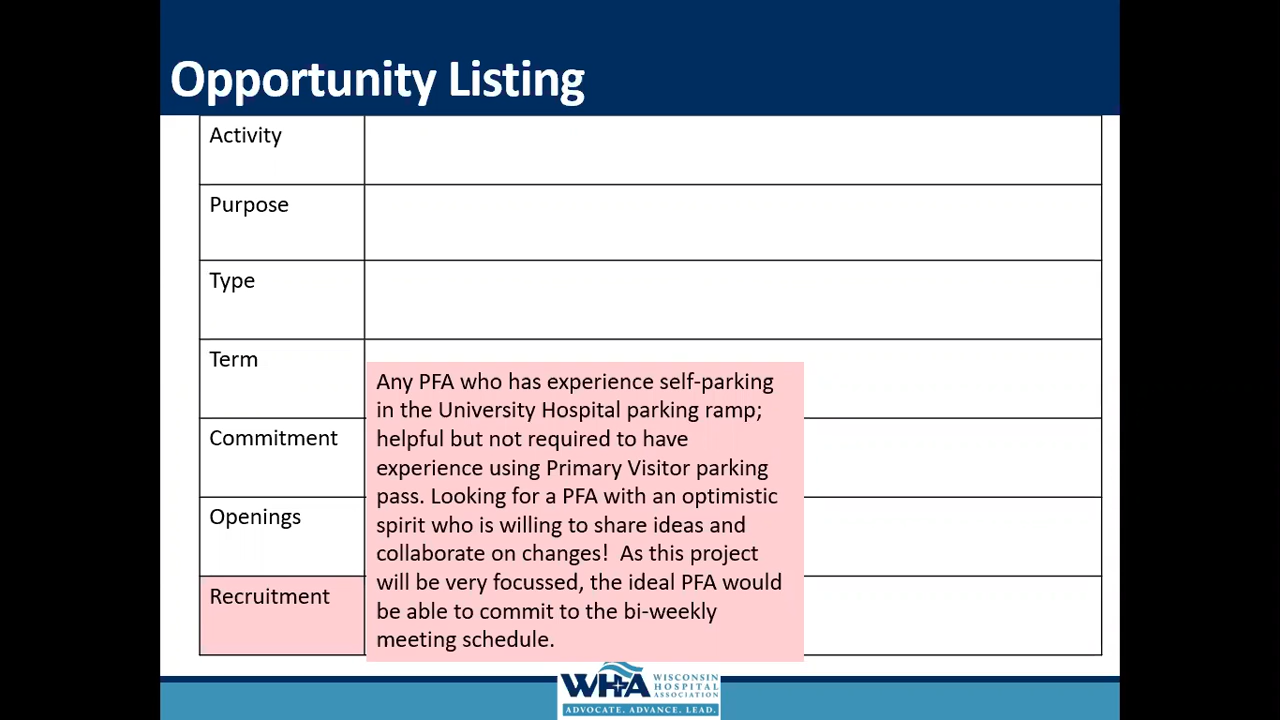 Opportunity Listing
Activity
Purpose
Type
Term
Commitment
Openings
Recruitment
Any PFA who has experience self-parking
in the University Hospital parking ramp;
helpful but not required to have
experience using Primary Visitor parking
pass. Looking for a PFA with an optimistic
spirit who is willing to share ideas and
collaborate on changes!  As this project
will be very focussed, the ideal PFA would
be able to commit to the bi-weekly
meeting schedule.
WHA WISCONSIN
HOSPITAL
ASSOCIATION
ADVOCATE. ADVANCE. LEAD.